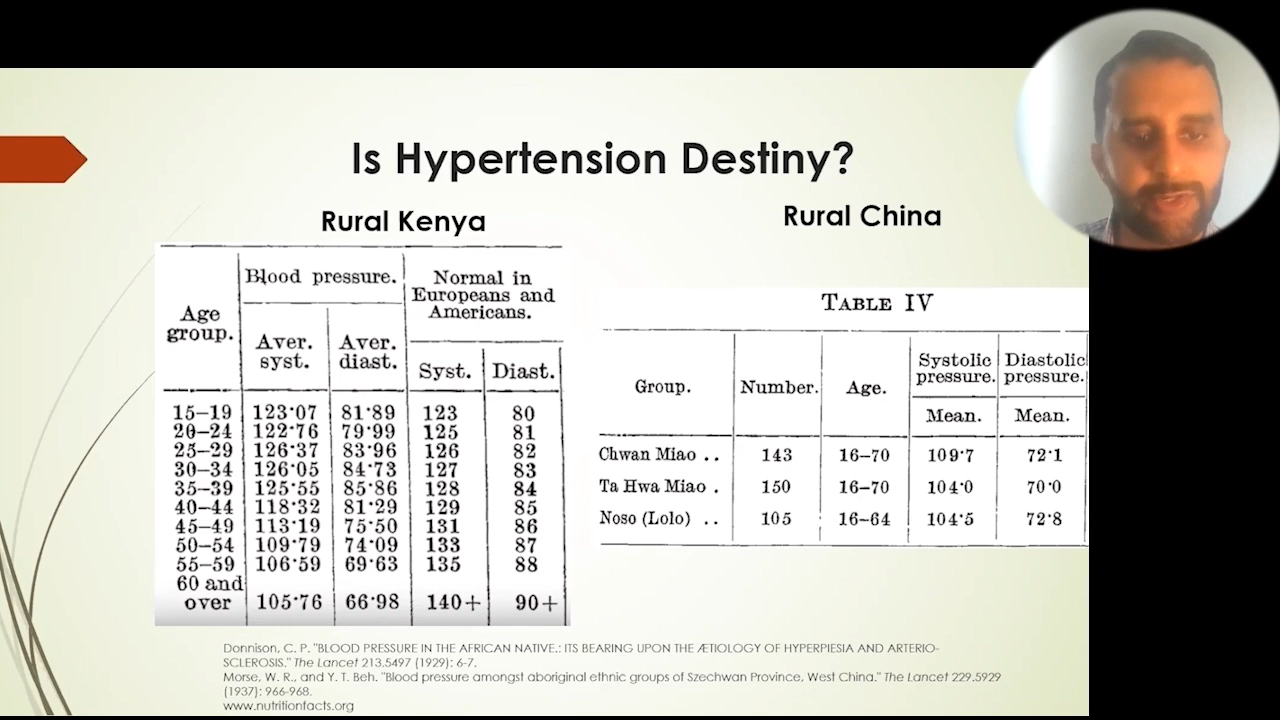 Is Hypertension Destiny?
Rural Kenya
Age group. Blood pressure. Normal in Europeans and Americans.
Aver. syst. Aver. diast. Syst. Diast.
15–19 123·07 81·89 123 80
20–24 122·76 79·99 125 81
25–29 126·37 83·96 126 82
30–34 126·05 84·73 127 83
35–39 125·55 85·86 128 84
40–44 118·32 81·29 129 85
45–49 113·19 75·50 131 86
50–54 109·79 74·09 133 87
55–59 106·59 69·63 135 88
60 and over 105·76 66·98 140+ 90+
Rural China
TABLE IV
Group. Number. Age. Systolic pressure. Diastolic pressure.
Mean. Mean.
Chwan Miao .. 143 16–70 109·7 72·1
Ta Hwa Miao . 150 16–70 104·0 70·0
Noso (Lolo) .. 105 16–64 104·5 72·8
Donnison, C. P. "BLOOD PRESSURE IN THE AFRICAN NATIVE.: ITS BEARING UPON THE ÆTIOLOGY OF HYPERPIESIA AND ARTERIO-
SCLEROSIS." The Lancet 213.5497 (1929): 6-7.
Morse, W. R., and Y. T. Beh. "Blood pressure amongst aboriginal ethnic groups of Szechwan Province, West China." The Lancet 229.5929
(1937): 966-968.
www.nutritionfacts.org